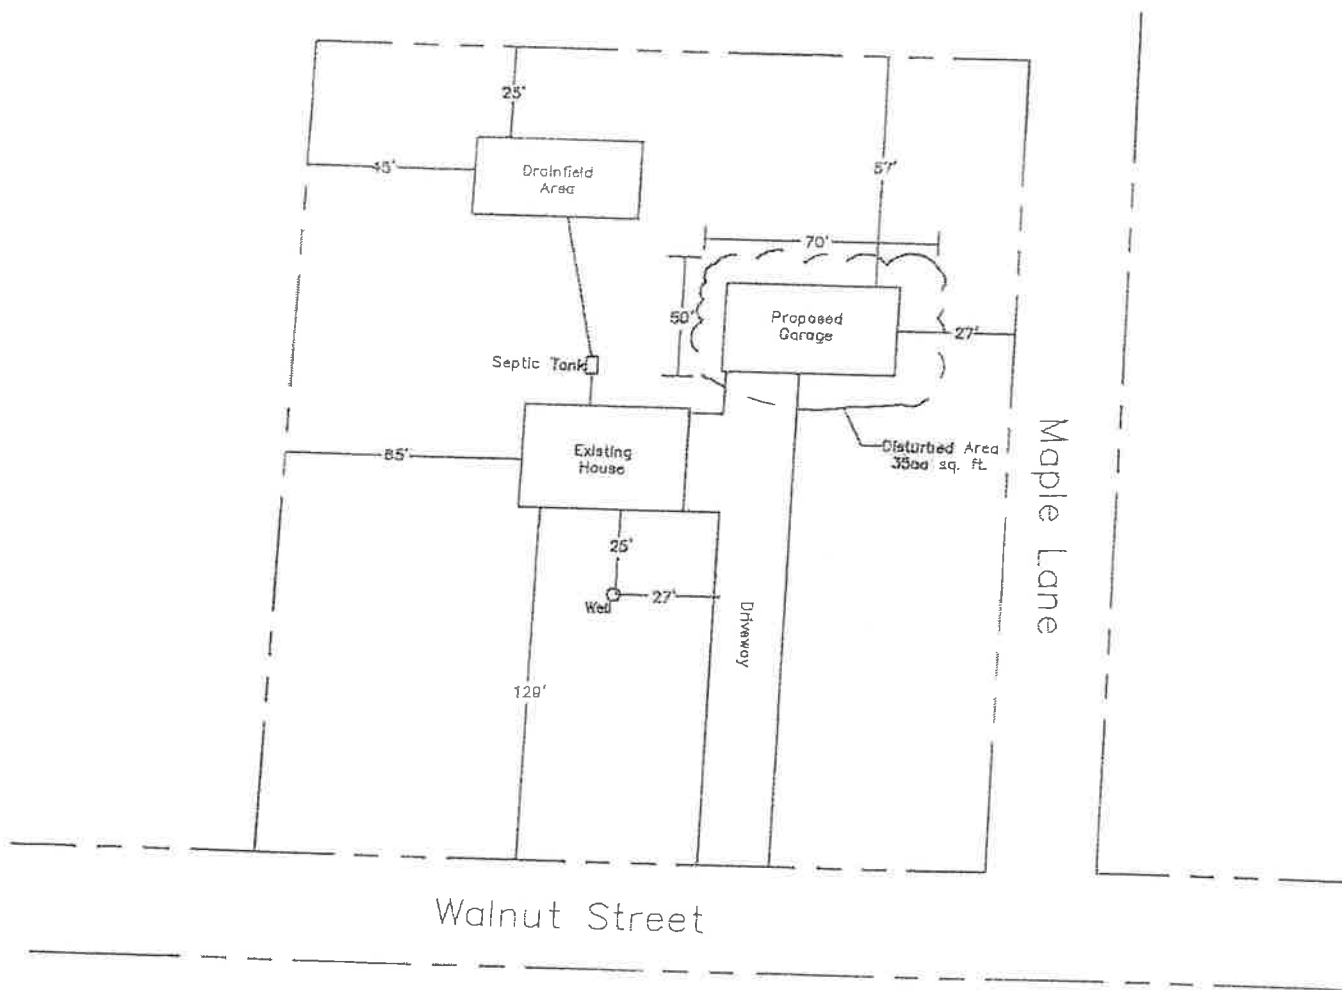 25'
45'
Drainfield
Area
57'
70'
50'
Proposed
Garage
27'
Septic Tank
Existing
House
85'
Disturbed Area
3500 sq. ft.
Maple Lane
25'
Well
27'
Driveway
128'
Walnut Street